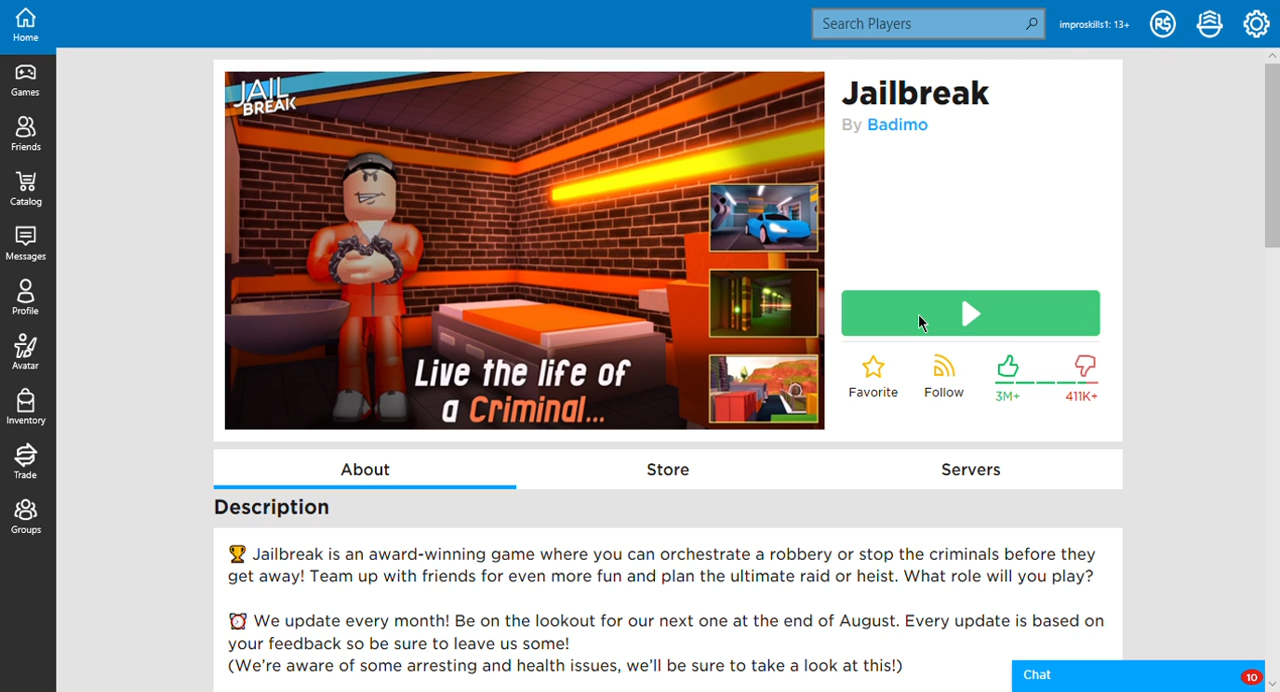 Home
Search Players
improskills1: 13+
Games
Friends
Catalog
Messages
Profile
Avatar
Inventory
Trade
Groups
JAIL
BREAK
Live the life of
a Criminal...
Jailbreak
By Badimo
Favorite
Follow
3M+
411K+
About
Store
Servers
Description
🏆 Jailbreak is an award-winning game where you can orchestrate a robbery or stop the criminals before they
get away! Team up with friends for even more fun and plan the ultimate raid or heist. What role will you play?
⏰ We update every month! Be on the lookout for our next one at the end of August. Every update is based on
your feedback so be sure to leave us some!
(We're aware of some arresting and health issues, we'll be sure to take a look at this!)
Chat
10